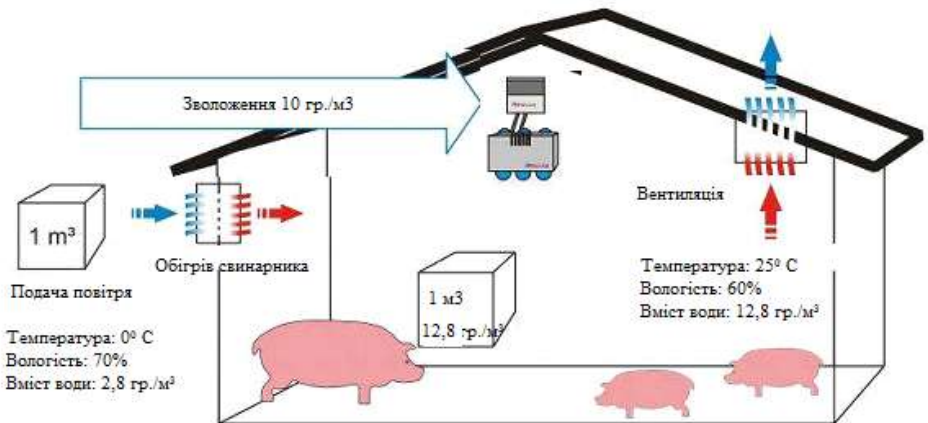 Зволоження 10 гр./м3
Вентиляція
1 m³
Обігрів свинарника
Подача повітря
Температура: 0⁰ С
Вологість: 70%
Вміст води: 2,8 гр./м³
1 м3
12,8 гр./м³
Температура: 25⁰ С
Вологість: 60%
Вміст води: 12,8 гр./м³